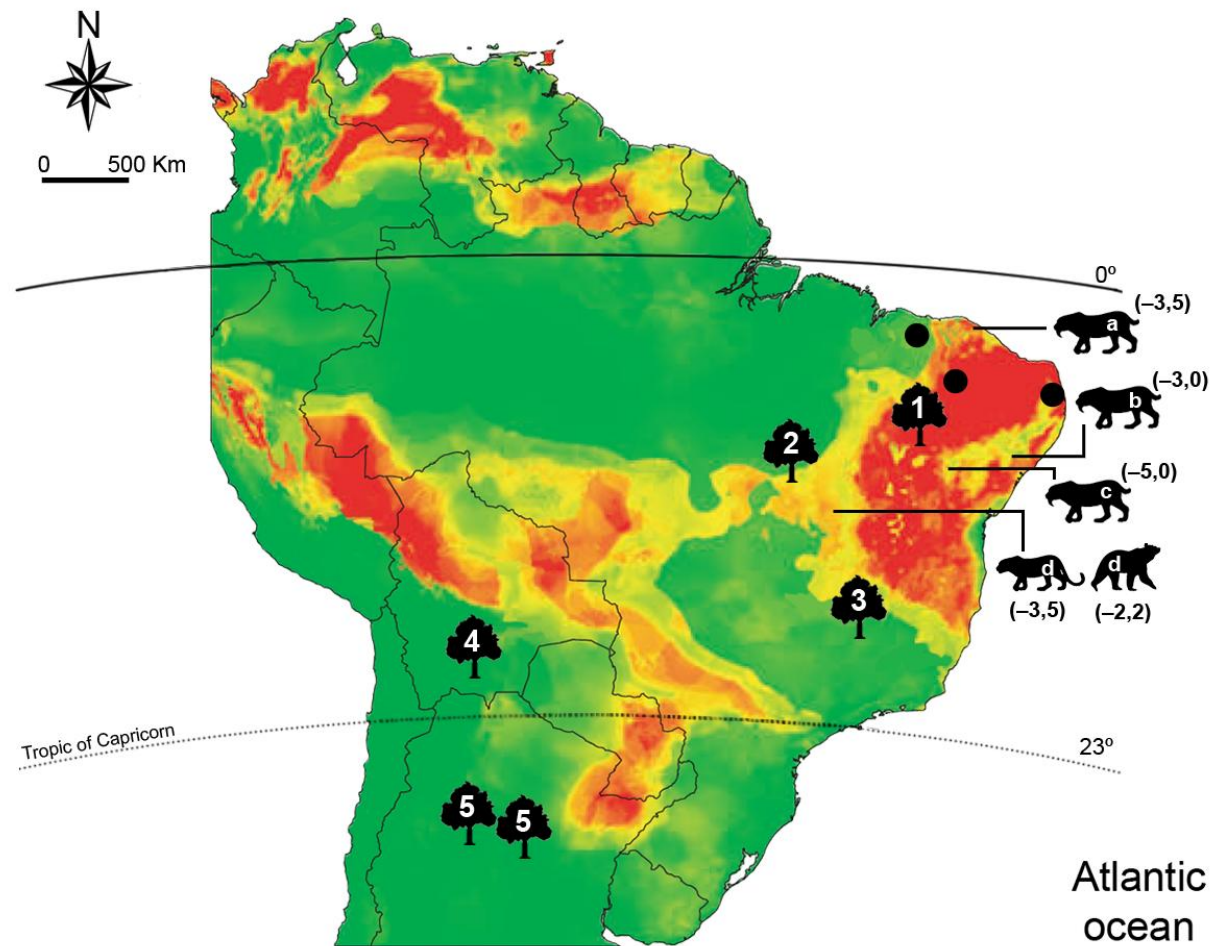 N
0 500 Km
0º
(–3,5)
a
(–3,0)
b
1
2
(–5,0)
c
d d
(–3,5) (–2,2)
3
4
Tropic of Capricorn
23º
5 5
Atlantic
ocean